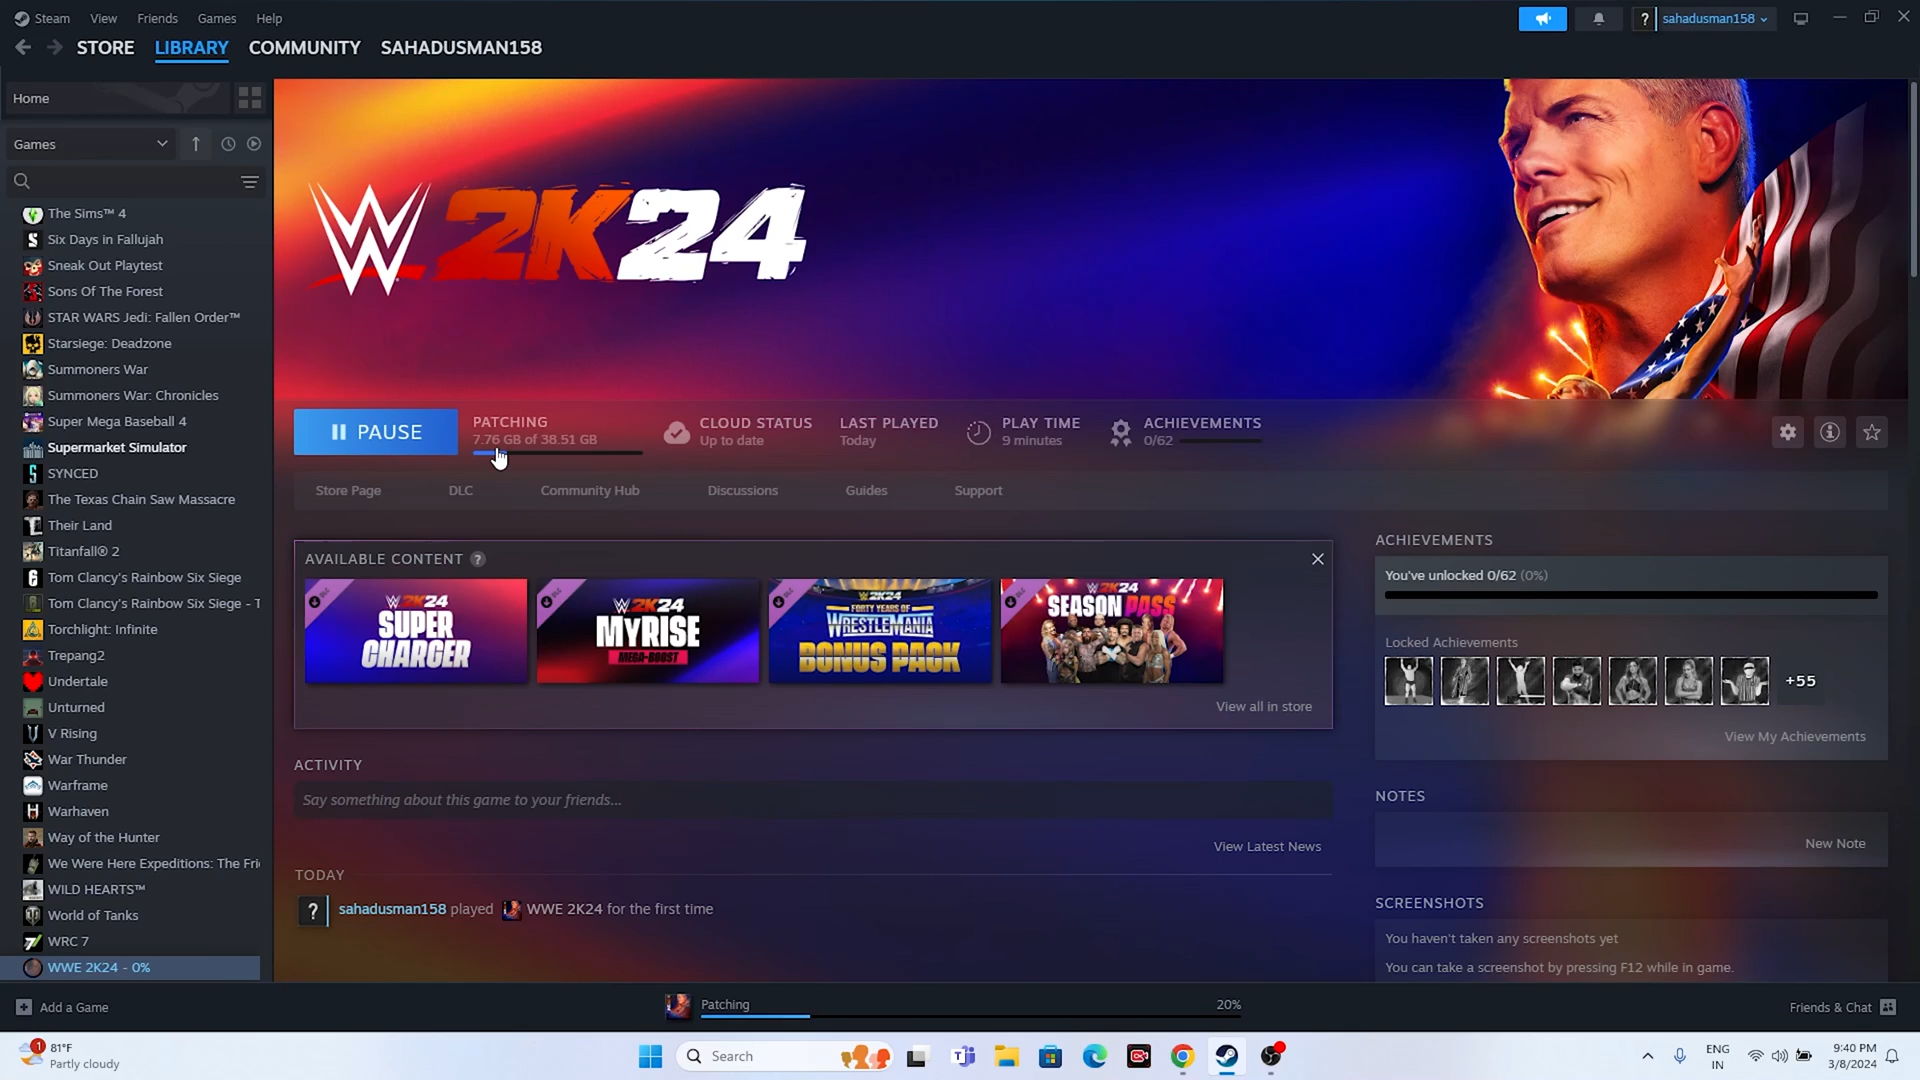 Steam View Friends Games Help
sahadusman158
STORE LIBRARY COMMUNITY SAHADUSMAN158
Home
Games
The Sims™ 4
Six Days in Fallujah
Sneak Out Playtest
Sons Of The Forest
STAR WARS Jedi: Fallen Order™
Starsiege: Deadzone
Summoners War
Summoners War: Chronicles
Super Mega Baseball 4
Supermarket Simulator
SYNCED
The Texas Chain Saw Massacre
Their Land
Titanfall® 2
Tom Clancy's Rainbow Six Siege
Tom Clancy's Rainbow Six Siege - T
Torchlight: Infinite
Trepang2
Undertale
Unturned
V Rising
War Thunder
Warframe
Warhaven
Way of the Hunter
We Were Here Expeditions: The Fri
WILD HEARTS™
World of Tanks
WRC 7
WWE 2K24 - 0%
W 2K24
PAUSE
PATCHING
7.76 GB of 38.51 GB
CLOUD STATUS
Up to date
LAST PLAYED
Today
PLAY TIME
9 minutes
ACHIEVEMENTS
0/62
Store Page DLC Community Hub Discussions Guides Support
AVAILABLE CONTENT ?
W 2K24
SUPER
CHARGER
W 2K24
MyRISE
MEGA-BOOST
W 2K24
FORTY YEARS OF
WRESTLEMANIA
BONUS PACK
W 2K24
SEASON PASS
View all in store
ACTIVITY
Say something about this game to your friends...
View Latest News
TODAY
? sahadusman158 played WWE 2K24 for the first time
ACHIEVEMENTS
You've unlocked 0/62 (0%)
Locked Achievements
+55
View My Achievements
NOTES
New Note
SCREENSHOTS
You haven't taken any screenshots yet
You can take a screenshot by pressing F12 while in game.
Add a Game
Patching 20%
Friends & Chat
1
81°F
Partly cloudy
Search
ENG
IN
9:40 PM
3/8/2024